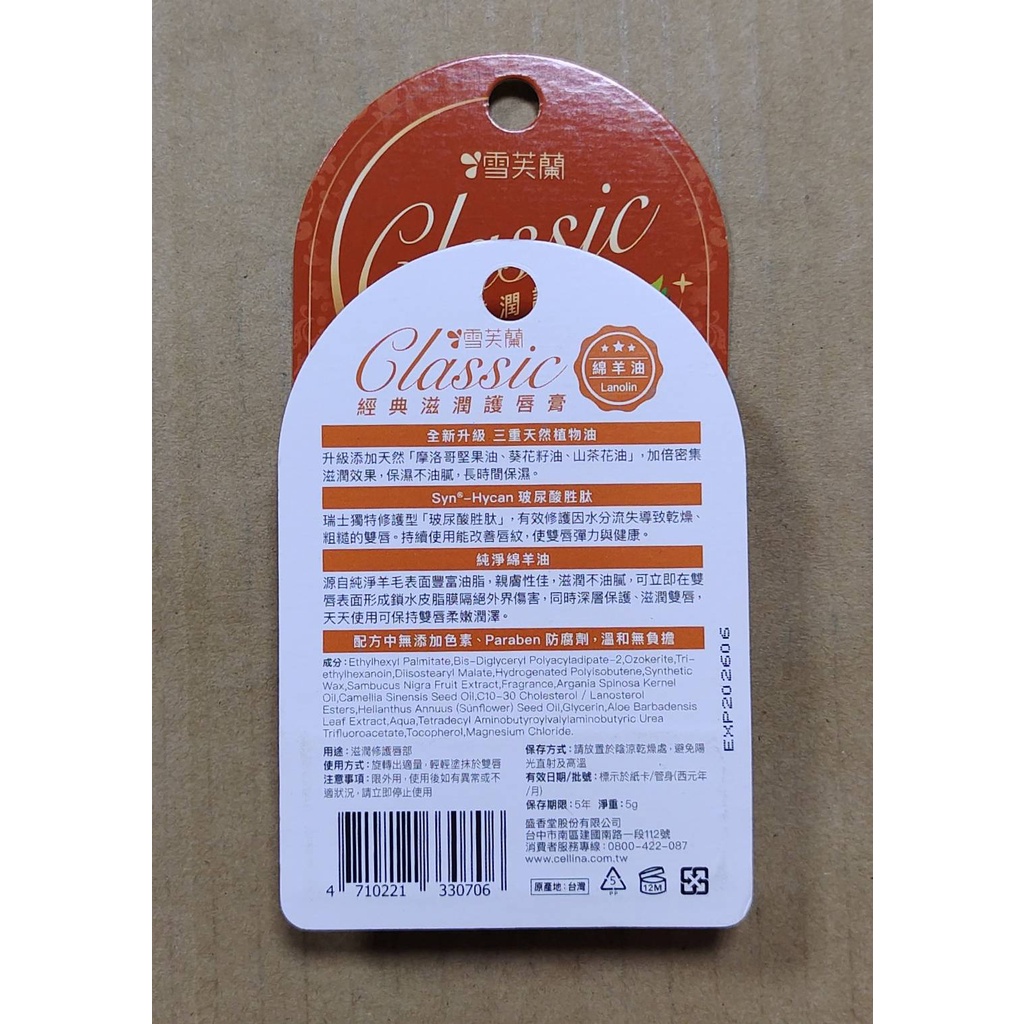 雪芙蘭
Classic
潤
雪芙蘭
Classic
經典滋潤護唇膏
綿羊油
Lanolin
全新升級 三重天然植物油
升級添加天然「摩洛哥堅果油、葵花籽油、山茶花油」,加倍密集
滋潤效果,保濕不油膩,長時間保濕。
Syn®-Hycan 玻尿酸胜肽
瑞士獨特修護型「玻尿酸胜肽」,有效修護因水分流失導致乾燥、
粗糙的雙唇。持續使用能改善唇紋,使雙唇彈力與健康。
純淨綿羊油
源自純淨羊毛表面豐富油脂,親膚性佳,滋潤不油膩,可立即在雙
唇表面形成鎖水皮脂膜隔絕外界傷害,同時深層保護、滋潤雙唇,
天天使用可保持雙唇柔嫩潤澤。
配方中無添加色素、Paraben 防腐劑,溫和無負擔
成分:Ethylhexyl Palmitate,Bis-Diglyceryl Polyacyladipate-2,Ozokerite,Tri-
ethylhexanoin,Diisostearyl Malate,Hydrogenated Polyisobutene,Synthetic
Wax,Sambucus Nigra Fruit Extract,Fragrance,Argania Spinosa Kernel
Oil,Camellia Sinensis Seed Oil,C10-30 Cholesterol / Lanosterol
Esters,Helianthus Annuus (Sunflower) Seed Oil,Glycerin,Aloe Barbadensis
Leaf Extract,Aqua,Tetradecyl Aminobutyroylvalylaminobutyric Urea
Trifluoroacetate,Tocopherol,Magnesium Chloride.
用途:滋潤修護唇部
使用方式:旋轉出適量,輕輕塗抹於雙唇
注意事項:限外用,使用後如有異常或不
適狀況,請立即停止使用
保存方式:請放置於陰涼乾燥處,避免陽
光直射及高溫
有效日期/批號:標示於紙卡/管身(西元年
/月)
保存期限:5年 淨重:5g
盛香堂股份有限公司
台中市南區建國南路一段112號
消費者服務專線:0800-422-087
www.cellina.com.tw
4 710221 330706
原產地:台灣
5
PP
12M
EXP202606